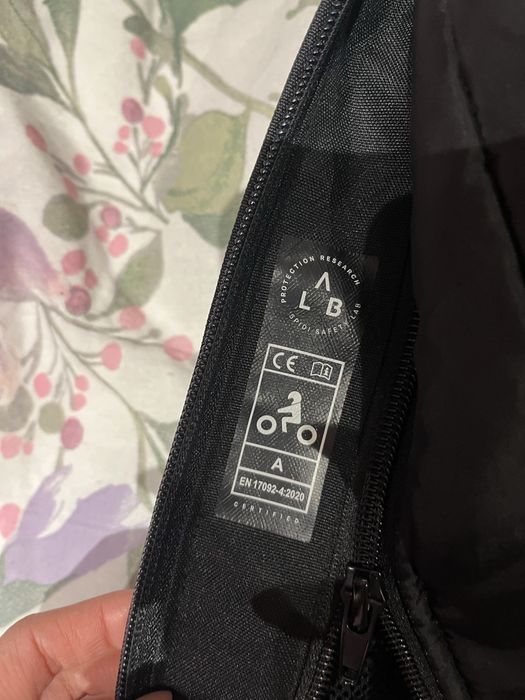 PROTECTION RESEARCH
A
L B
SPIDI SAFETY LAB
CE
A
EN 17092-4:2020
CERTIFIED